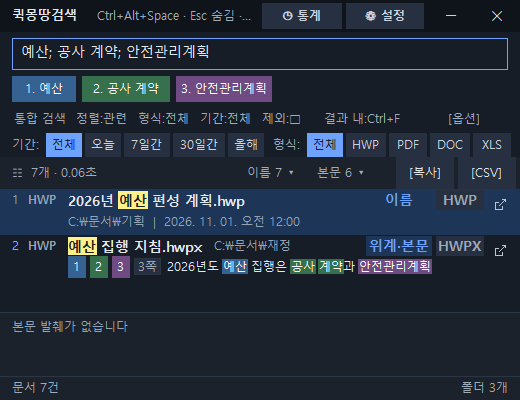 퀵몽땅검색 Ctrl+Alt+Space · Esc 숨김 ·... ◷ 통계 ⚙ 설정
예산; 공사 계약; 안전관리계획
1. 예산 2. 공사 계약 3. 안전관리계획
통합 검색 정렬:관련 형식:전체 기간:전체 제외:□ 결과 내:Ctrl+F [옵션]
기간: 전체 오늘 7일간 30일간 올해 형식: 전체 HWP PDF DOC XLS
7개 · 0.06초 이름 7 ▾ 본문 6 ▾ [복사] [CSV]
1 HWP 2026년 예산 편성 계획.hwp 이름 HWP
C:₩문서₩기획 | 2026. 11. 01. 오전 12:00
2 HWP 예산 집행 지침.hwpx C:₩문서₩재정 위계·본문 HWPX
1 2 3 3쪽 2026년도 예산 집행은 공사 계약과 안전관리계획
본문 발췌가 없습니다
문서 7건 폴더 3개